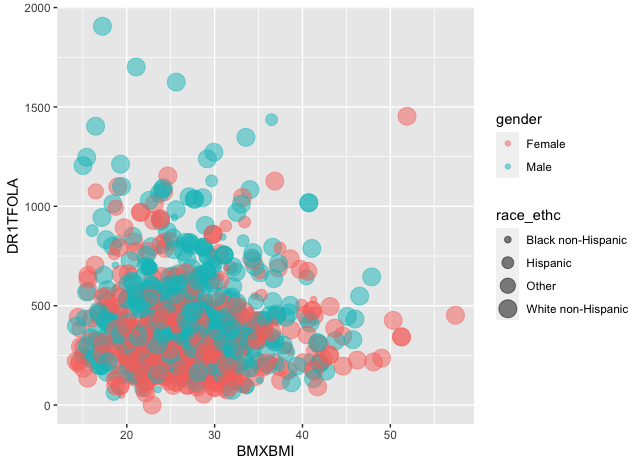 2000
1500
1000
500
0
DR1TFOLA
20 30 40 50
BMXBMI
gender
Female
Male
race_ethc
Black non-Hispanic
Hispanic
Other
White non-Hispanic